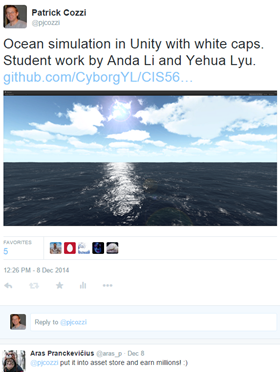 Patrick Cozzi
@pjcozzi
Ocean simulation in Unity with white caps.
Student work by Anda Li and Yehua Lyu.
github.com/CyborgYL/CIS56…
FAVORITES
5
12:26 PM - 8 Dec 2014
Reply to @pjcozzi
Aras Pranckevičius @aras_p · Dec 8
@pjcozzi put it into asset store and earn millions! :)